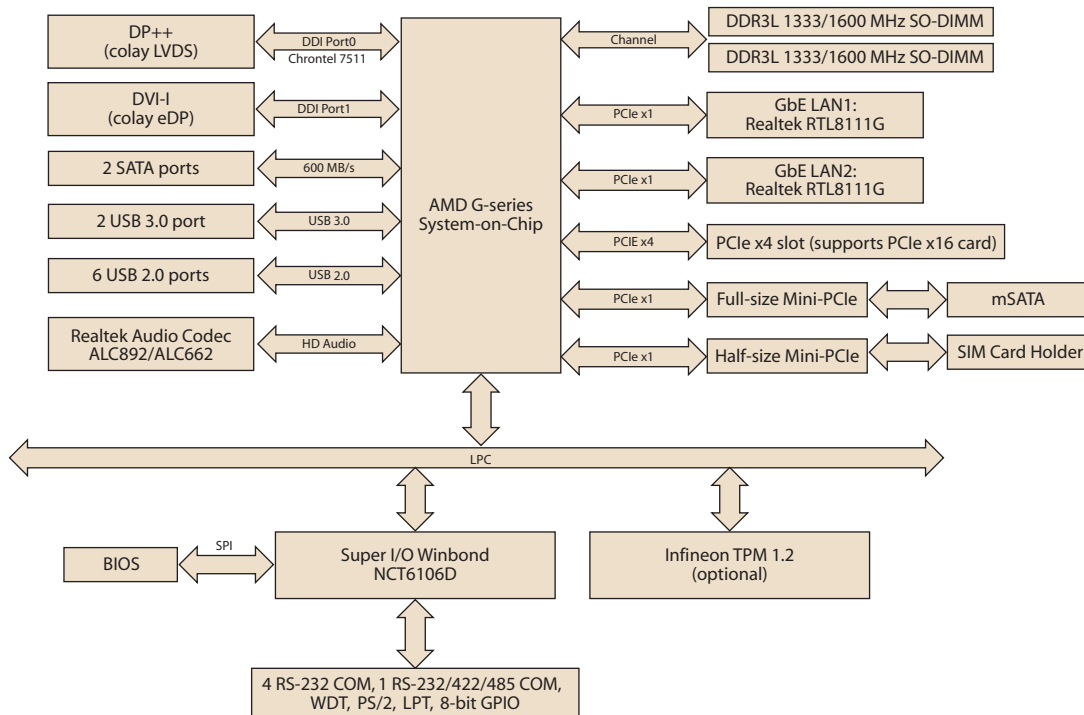 DP++
(colay LVDS)
DDI Port0
Chrontel 7511
DVI-I
(colay eDP)
DDI Port1
2 SATA ports
600 MB/s
2 USB 3.0 port
USB 3.0
6 USB 2.0 ports
USB 2.0
Realtek Audio Codec
ALC892/ALC662
HD Audio
AMD G-series
System-on-Chip
Channel
DDR3L 1333/1600 MHz SO-DIMM
DDR3L 1333/1600 MHz SO-DIMM
PCIe x1
GbE LAN1:
Realtek RTL8111G
PCIe x1
GbE LAN2:
Realtek RTL8111G
PCIE x4
PCIe x4 slot (supports PCIe x16 card)
PCIe x1
Full-size Mini-PCIe
mSATA
PCIe x1
Half-size Mini-PCIe
SIM Card Holder
LPC
BIOS
SPI
Super I/O Winbond
NCT6106D
Infineon TPM 1.2
(optional)
4 RS-232 COM, 1 RS-232/422/485 COM,
WDT, PS/2, LPT, 8-bit GPIO